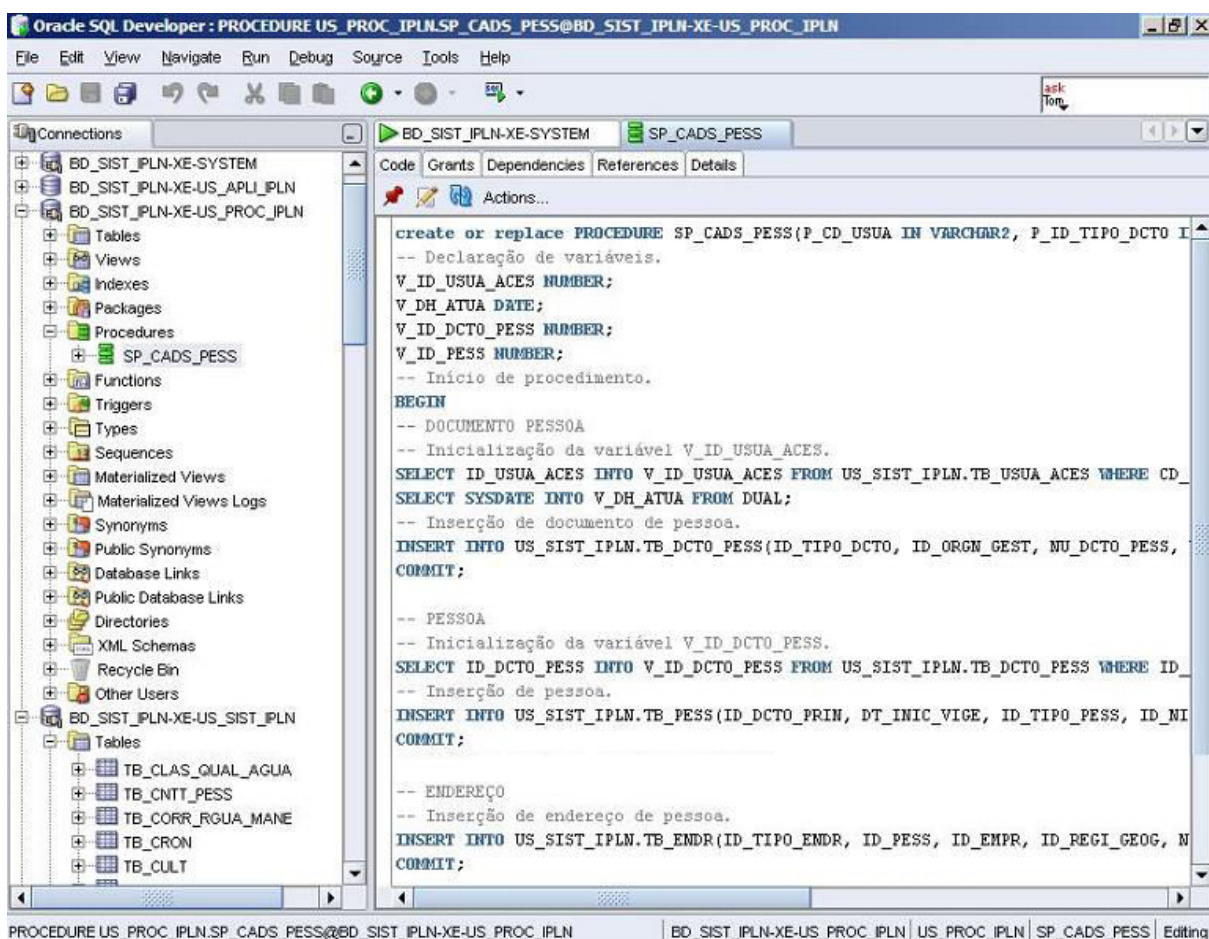 Oracle SQL Developer : PROCEDURE US_PROC_IPLN.SP_CADS_PESS@BD_SIST_IPLN-XE-US_PROC_IPLN
File Edit View Navigate Run Debug Source Tools Help
ask Tom
Connections
BD_SIST_IPLN-XE-SYSTEM
BD_SIST_IPLN-XE-US_APLI_IPLN
BD_SIST_IPLN-XE-US_PROC_IPLN
Tables
Views
Indexes
Packages
Procedures
SP_CADS_PESS
Functions
Triggers
Types
Sequences
Materialized Views
Materialized Views Logs
Synonyms
Public Synonyms
Database Links
Public Database Links
Directories
XML Schemas
Recycle Bin
Other Users
BD_SIST_IPLN-XE-US_SIST_IPLN
Tables
TB_CLAS_QUAL_AGUA
TB_CNTT_PESS
TB_CORR_RGUA_MANE
TB_CRON
TB_CULT
BD_SIST_IPLN-XE-SYSTEM SP_CADS_PESS
Code Grants Dependencies References Details
Actions...
create or replace PROCEDURE SP_CADS_PESS(P_CD_USUA IN VARCHAR2, P_ID_TIPO_DCTO I
-- Declaração de variáveis.
V_ID_USUA_ACES NUMBER;
V_DH_ATUA DATE;
V_ID_DCTO_PESS NUMBER;
V_ID_PESS NUMBER;
-- Início de procedimento.
BEGIN
-- DOCUMENTO PESSOA
-- Inicialização da variável V_ID_USUA_ACES.
SELECT ID_USUA_ACES INTO V_ID_USUA_ACES FROM US_SIST_IPLN.TB_USUA_ACES WHERE CD_
SELECT SYSDATE INTO V_DH_ATUA FROM DUAL;
-- Inserção de documento de pessoa.
INSERT INTO US_SIST_IPLN.TB_DCTO_PESS(ID_TIPO_DCTO, ID_ORGN_GEST, NU_DCTO_PESS,
COMMIT;
-- PESSOA
-- Inicialização da variável V_ID_DCTO_PESS.
SELECT ID_DCTO_PESS INTO V_ID_DCTO_PESS FROM US_SIST_IPLN.TB_DCTO_PESS WHERE ID_
-- Inserção de pessoa.
INSERT INTO US_SIST_IPLN.TB_PESS(ID_DCTO_PRIN, DT_INIC_VIGE, ID_TIPO_PESS, ID_NI
COMMIT;
-- ENDEREÇO
-- Inserção de endereço de pessoa.
INSERT INTO US_SIST_IPLN.TB_ENDR(ID_TIPO_ENDR, ID_PESS, ID_EMPR, ID_REGI_GEOG, N
COMMIT;
PROCEDURE US_PROC_IPLN.SP_CADS_PESS@BD_SIST_IPLN-XE-US_PROC_IPLN BD_SIST_IPLN-XE-US_PROC_IPLN US_PROC_IPLN SP_CADS_PESS Editing